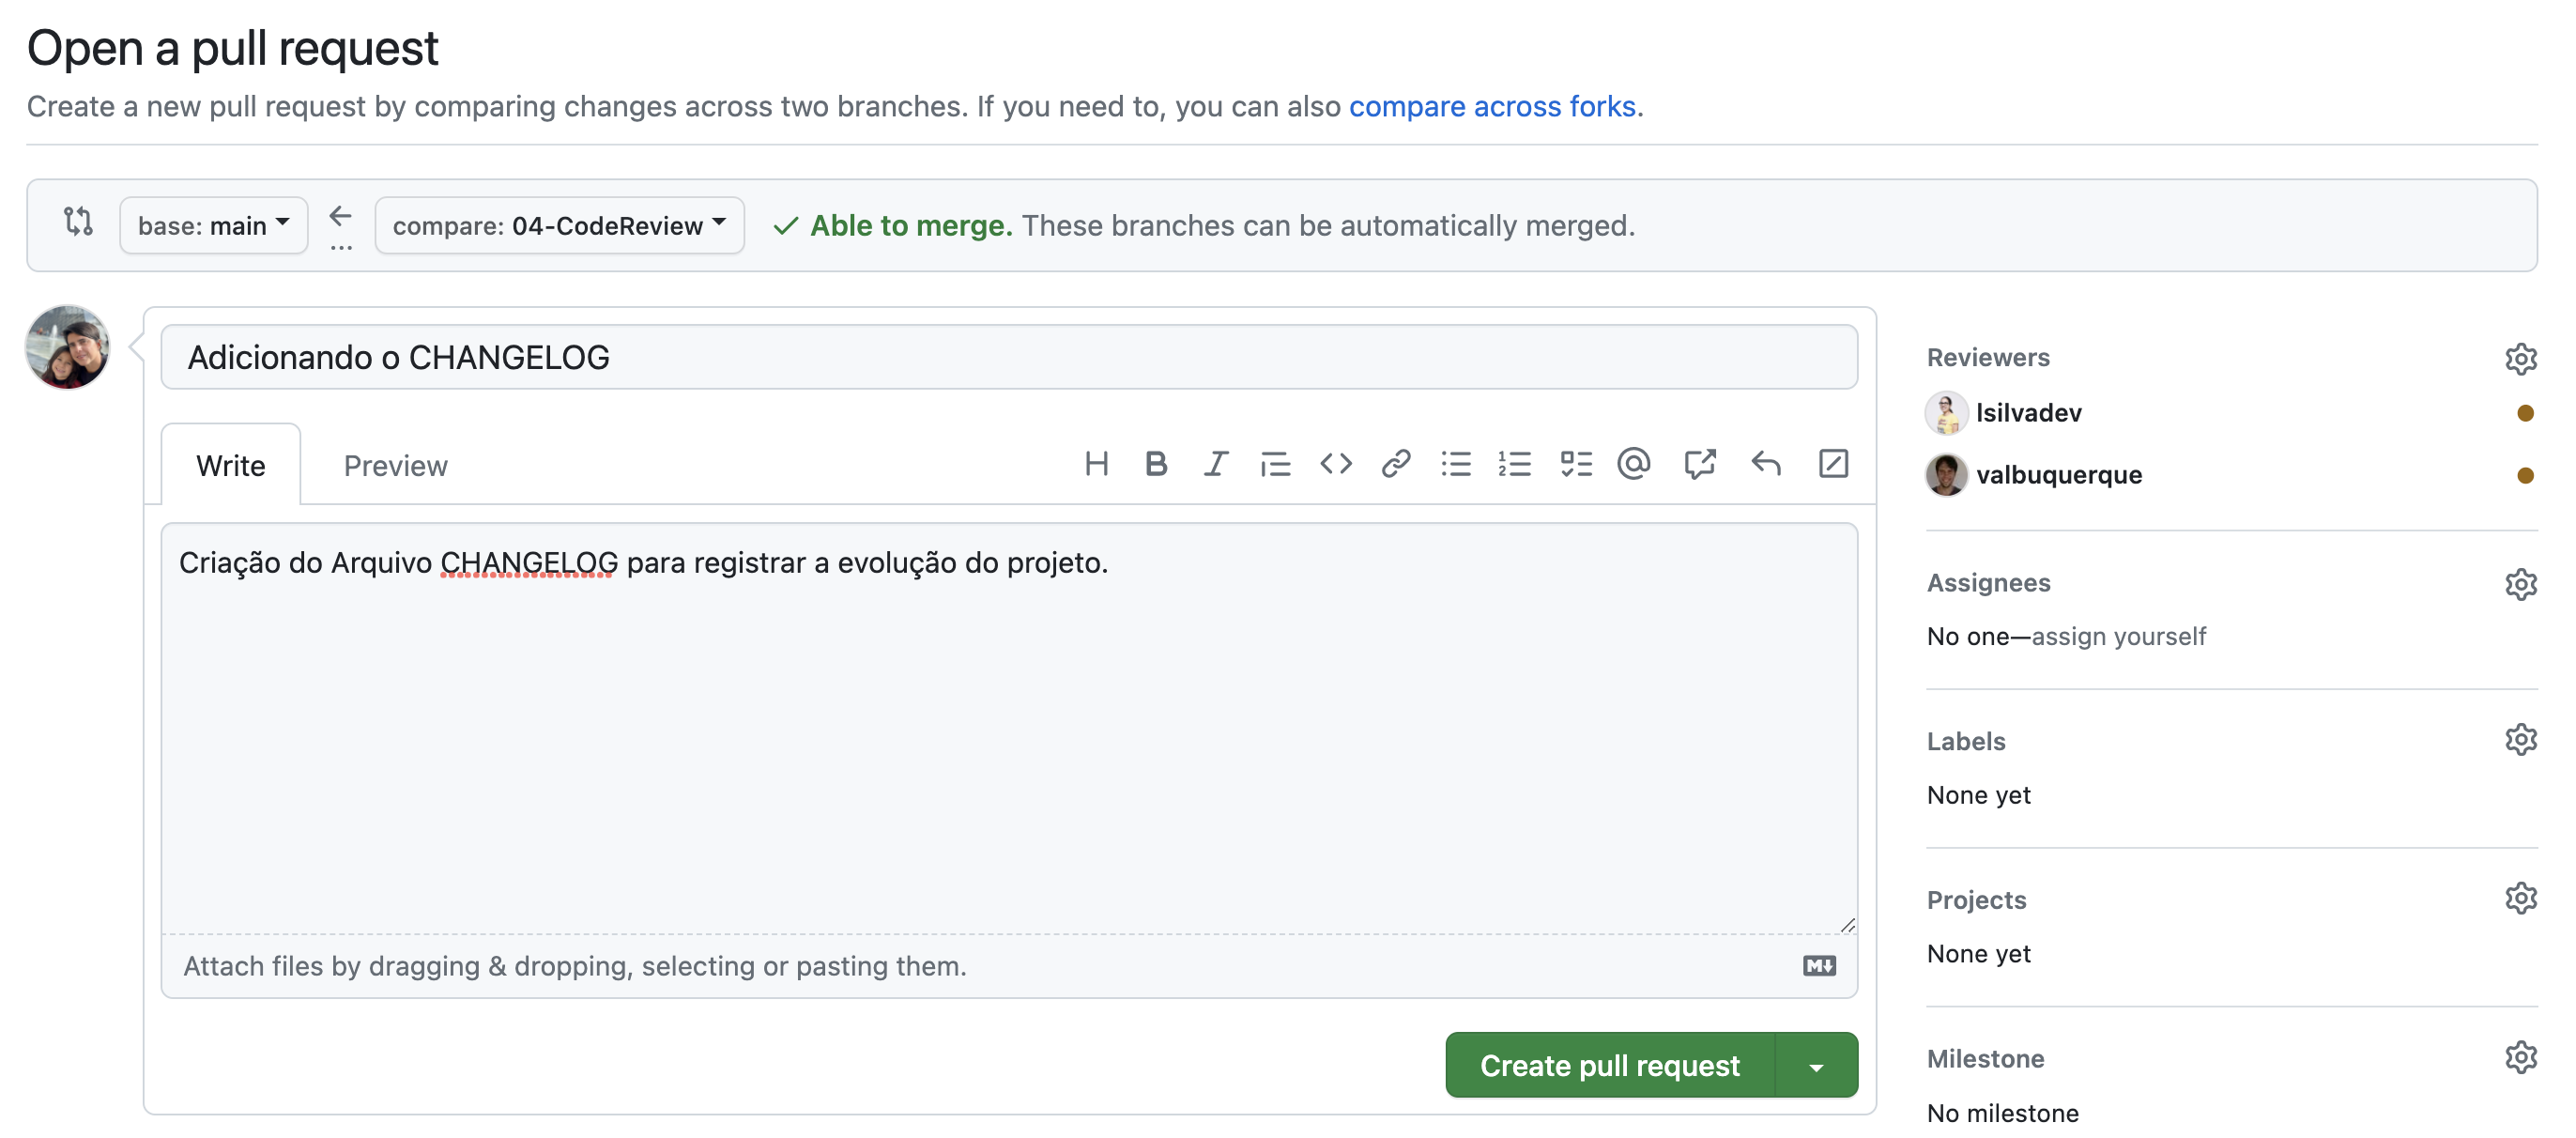 Open a pull request
Create a new pull request by comparing changes across two branches. If you need to, you can also compare across forks.
base: main
...
compare: 04-CodeReview
Able to merge. These branches can be automatically merged.
Adicionando o CHANGELOG
Write
Preview
Criação do Arquivo CHANGELOG para registrar a evolução do projeto.
Attach files by dragging & dropping, selecting or pasting them.
Create pull request
Reviewers
lsilvadev
valbuquerque
Assignees
No one—assign yourself
Labels
None yet
Projects
None yet
Milestone
No milestone